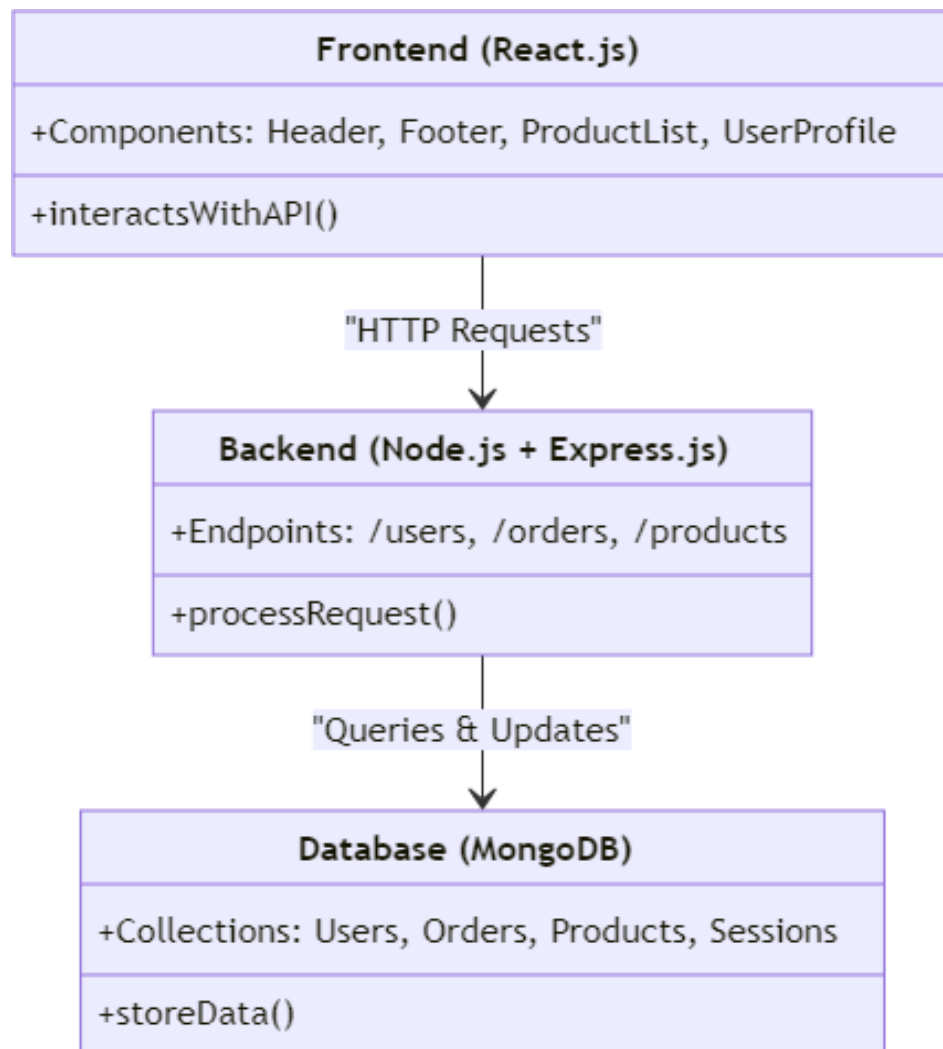 Frontend (React.js)
+Components: Header, Footer, ProductList, UserProfile
+interactsWithAPI()
"HTTP Requests"
Backend (Node.js + Express.js)
+Endpoints: /users, /orders, /products
+processRequest()
"Queries & Updates"
Database (MongoDB)
+Collections: Users, Orders, Products, Sessions
+storeData()